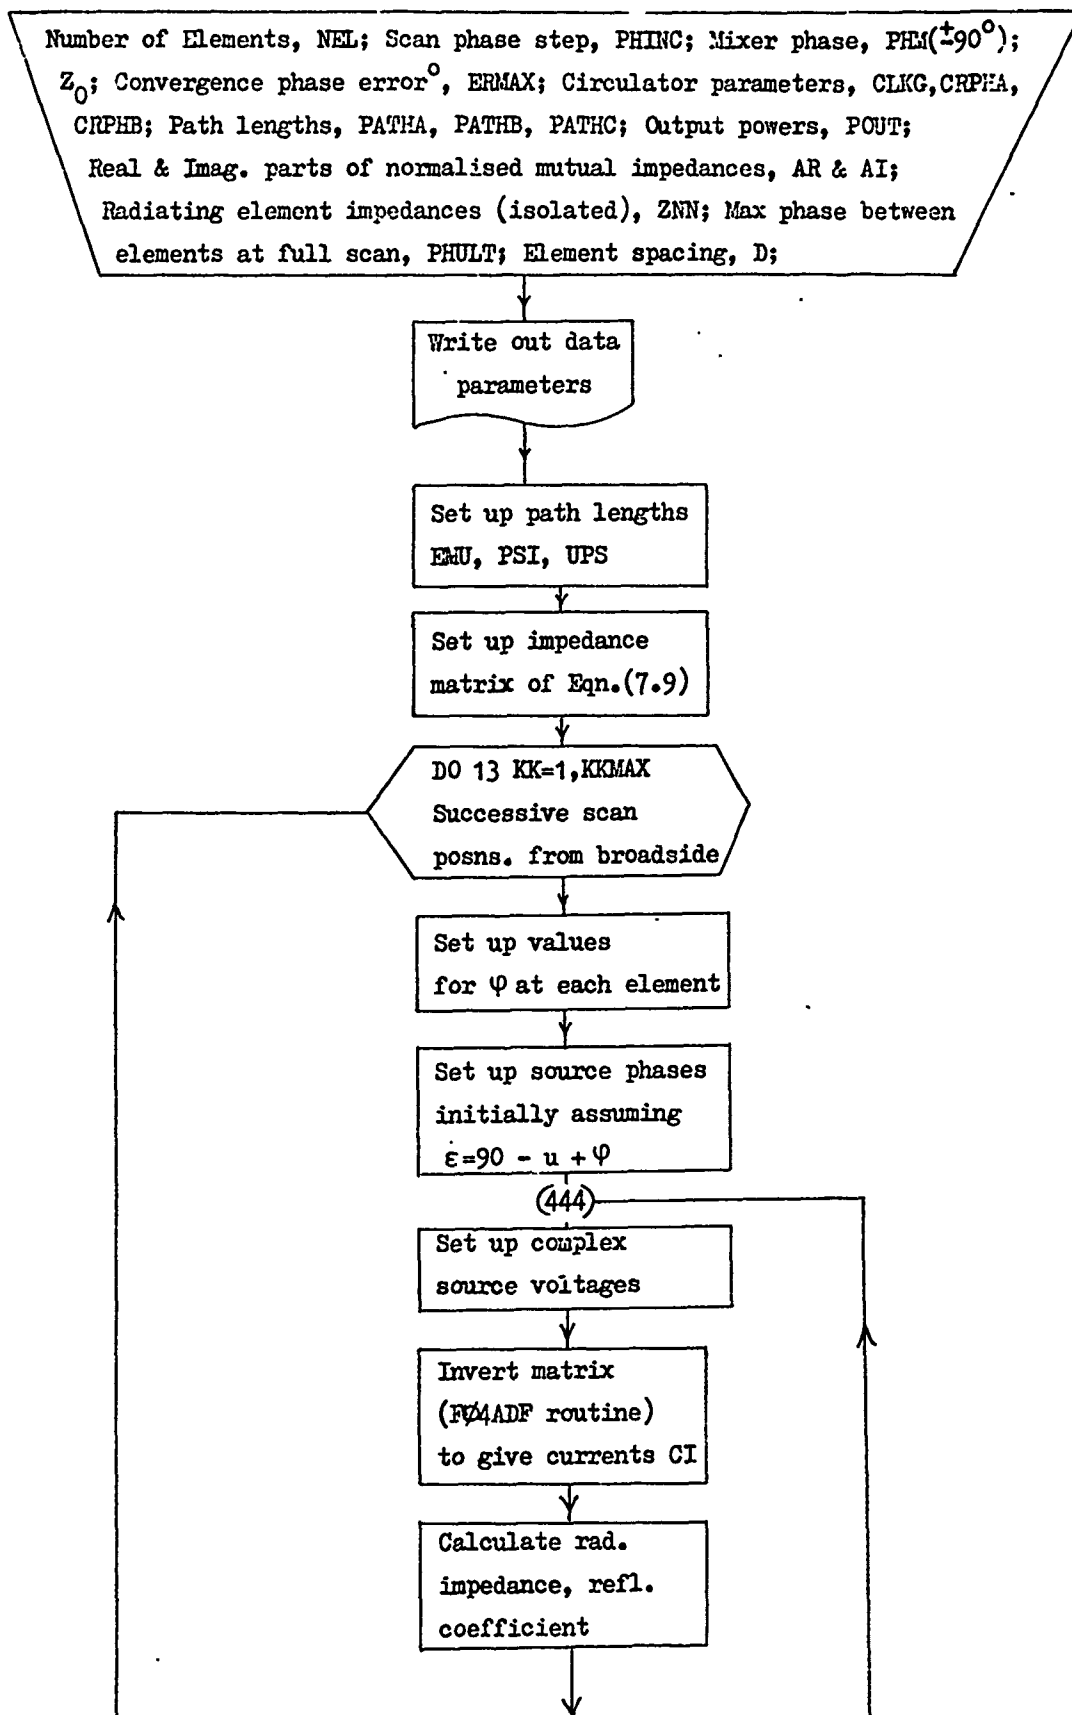 Number of Elements, NEL; Scan phase step, PHINC; Mixer phase, PHM(±90°);
Z₀; Convergence phase error°, ERMAX; Circulator parameters, CLKG,CRPHA,
CRPHB; Path lengths, PATHA, PATHB, PATHC; Output powers, POUT;
Real & Imag. parts of normalised mutual impedances, AR & AI;
Radiating element impedances (isolated), ZNN; Max phase between
elements at full scan, PHULT; Element spacing, D;
Write out data
parameters
Set up path lengths
EMU, PSI, UPS
Set up impedance
matrix of Eqn.(7.9)
DO 13 KK=1,KKMAX
Successive scan
posns. from broadside
Set up values
for φ at each element
Set up source phases
initially assuming
ε=90 - u + φ
(444)
Set up complex
source voltages
Invert matrix
(FØ4ADF routine)
to give currents CI
Calculate rad.
impedance, refl.
coefficient